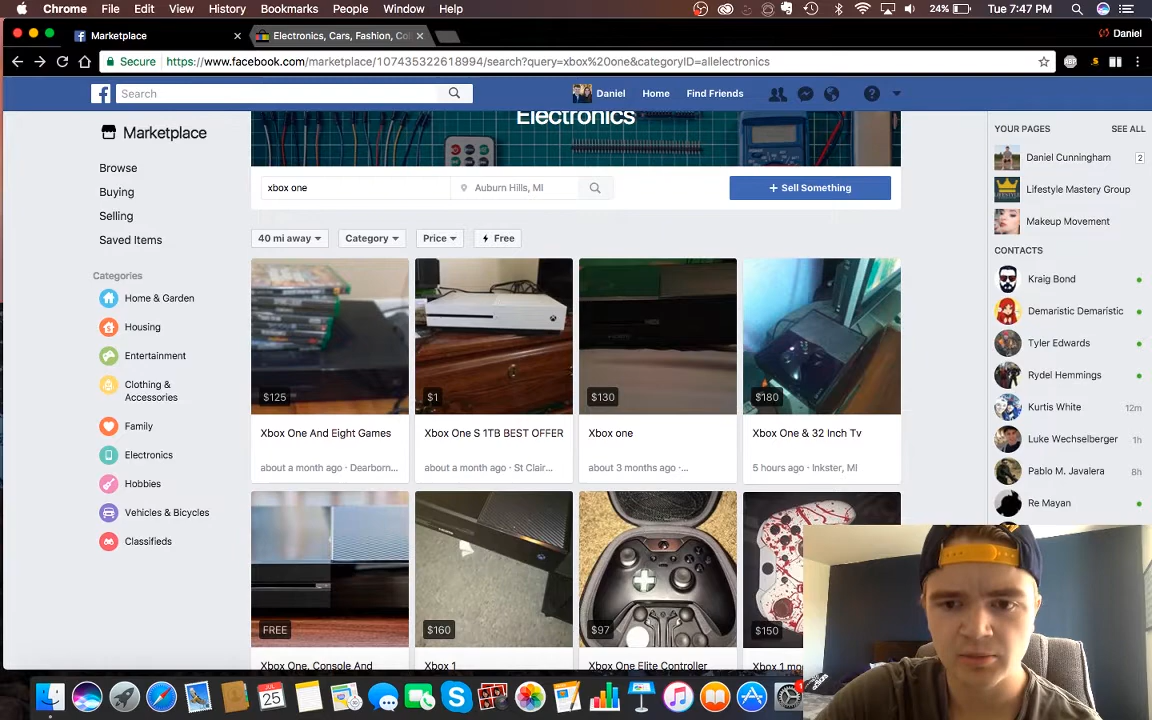 Chrome File Edit View History Bookmarks People Window Help 24% Tue 7:47 PM
Marketplace Electronics, Cars, Fashion, Col Daniel
Secure https://www.facebook.com/marketplace/107435322618994/search?query=xbox%20one&categoryID=allelectronics
Search Daniel Home Find Friends
Marketplace
Browse
Buying
Selling
Saved Items
Categories
Home & Garden
Housing
Entertainment
Clothing &
Accessories
Family
Electronics
Hobbies
Vehicles & Bicycles
Classifieds
Electronics
xbox one Auburn Hills, MI + Sell Something
40 mi away Category Price Free
$125 $1 $130 $180
Xbox One And Eight Games Xbox One S 1TB BEST OFFER Xbox one Xbox One & 32 Inch Tv
about a month ago · Dearborn... about a month ago · St Clair... about 3 months ago ·... 5 hours ago · Inkster, MI
FREE $160 $97 $150
Xbox One, Console And Xbox 1 Xbox One Elite Controller Xbox 1 mo
YOUR PAGES SEE ALL
Daniel Cunningham 2
Lifestyle Mastery Group
Makeup Movement
CONTACTS
Kraig Bond
Demaristic Demaristic
Tyler Edwards
Rydel Hemmings
Kurtis White 12m
Luke Wechselberger 1h
Pablo M. Javalera 8h
Re Mayan
JUL
25
adidas